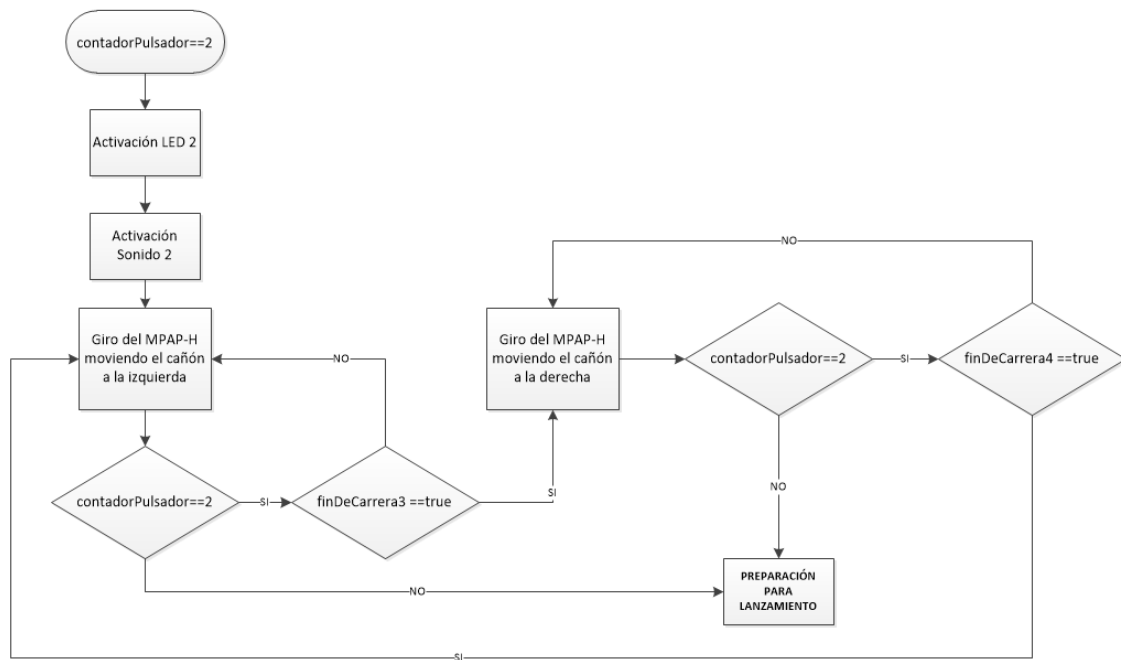 contadorPulsador==2
Activación LED 2
Activación
Sonido 2
Giro del MPAP-H
moviendo el cañón
a la izquierda
contadorPulsador==2
SI
finDeCarrera3 ==true
NO
SI
Giro del MPAP-H
moviendo el cañón
a la derecha
contadorPulsador==2
SI
finDeCarrera4 ==true
NO
NO
NO
PREPARACIÓN
PARA
LANZAMIENTO
SI